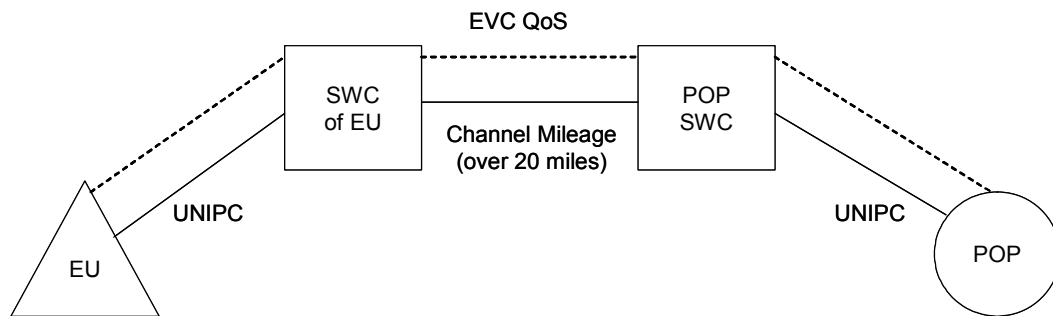 EVC QoS
SWC
of EU
POP
SWC
Channel Mileage
(over 20 miles)
UNIPC
UNIPC
EU
POP